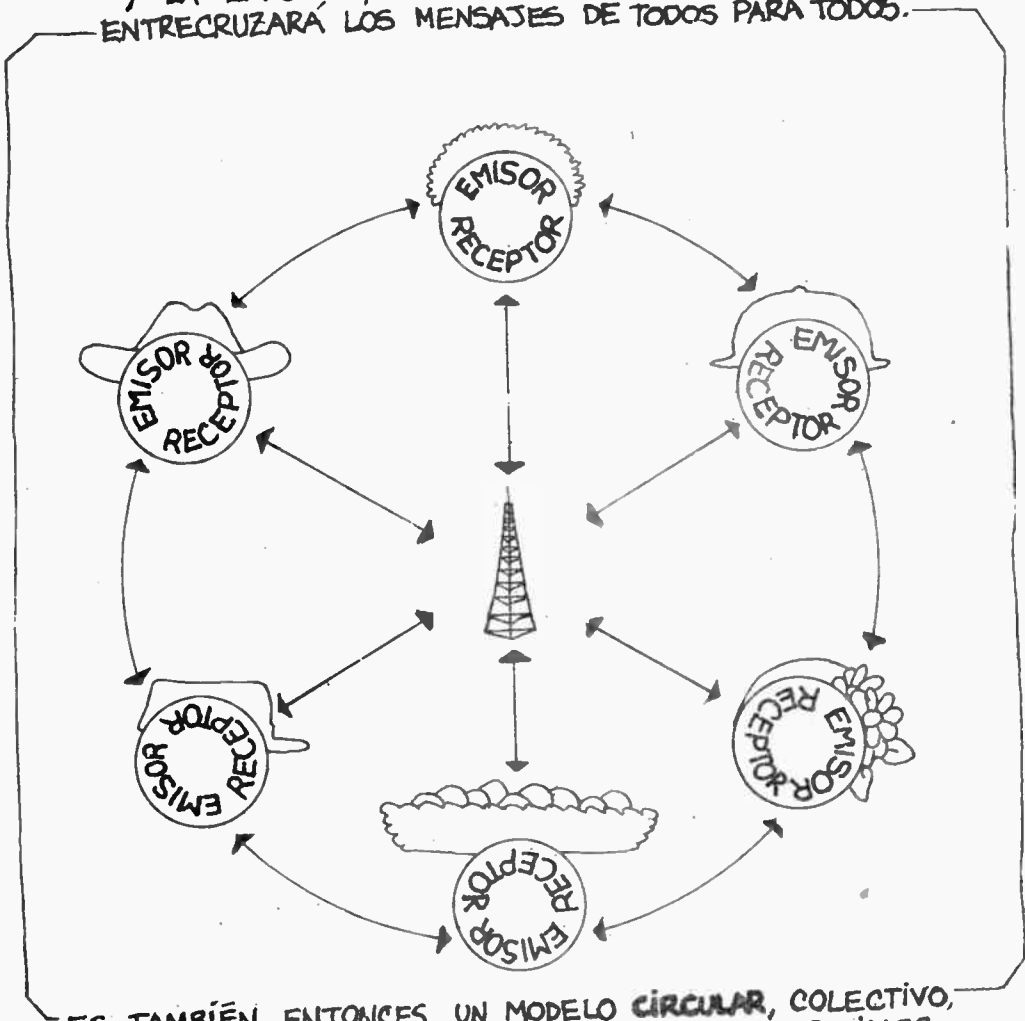 ENTRECRUZARÁ LOS MENSAJES DE TODOS PARA TODOS.
EMISOR
RECEPTOR
EMISOR
RECEPTOR
EMISOR
RECEPTOR
EMISOR
RECEPTOR
EMISOR
RECEPTOR
EMISOR
RECEPTOR
ES TAMBIÉN ENTONCES UN MODELO CIRCULAR, COLECTIVO,